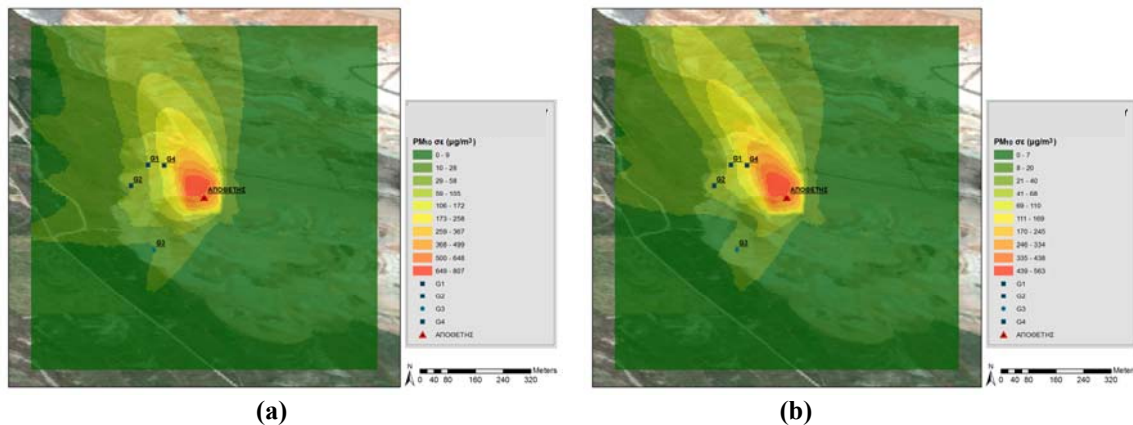 G1
G4
G2
ΑΠΟΘΕΤΗΣ
G3
PM10 σε (μg/m3)
0 - 9
10 - 28
29 - 58
59 - 105
106 - 172
173 - 258
259 - 367
368 - 499
500 - 648
649 - 807
G1
G2
G3
G4
ΑΠΟΘΕΤΗΣ
N
Meters
0 40 80 160 240 320
(a)
G1
G4
G2
ΑΠΟΘΕΤΗΣ
G3
PM10 σε (μg/m3)
0 - 7
8 - 20
21 - 40
41 - 68
69 - 110
111 - 169
170 - 245
246 - 334
335 - 438
439 - 563
G1
G2
G3
G4
ΑΠΟΘΕΤΗΣ
N
Meters
0 40 80 160 240 320
(b)